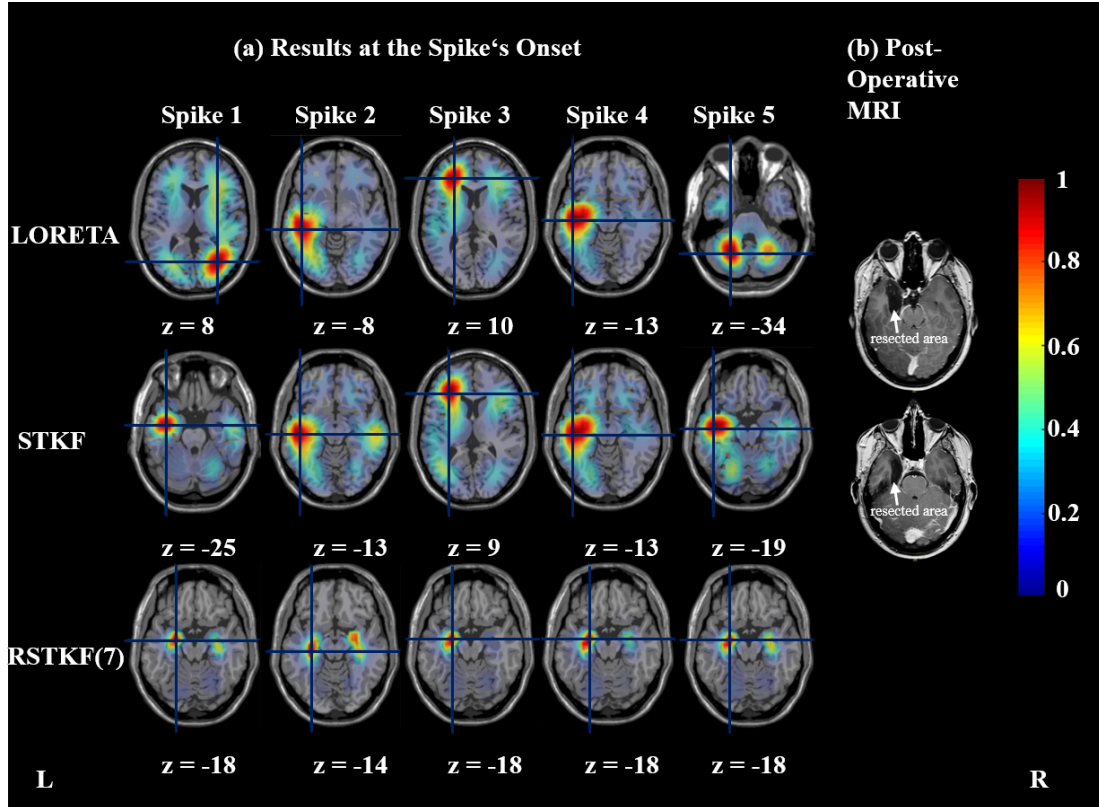 (a) Results at the Spike‘s Onset
(b) Post-
Operative
MRI
Spike 1 Spike 2 Spike 3 Spike 4 Spike 5
LORETA
z = 8 z = -8 z = 10 z = -13 z = -34
STKF
z = -25 z = -13 z = 9 z = -13 z = -19
RSTKF(7)
z = -18 z = -14 z = -18 z = -18 z = -18
resected area
resected area
1
0.8
0.6
0.4
0.2
0
L R